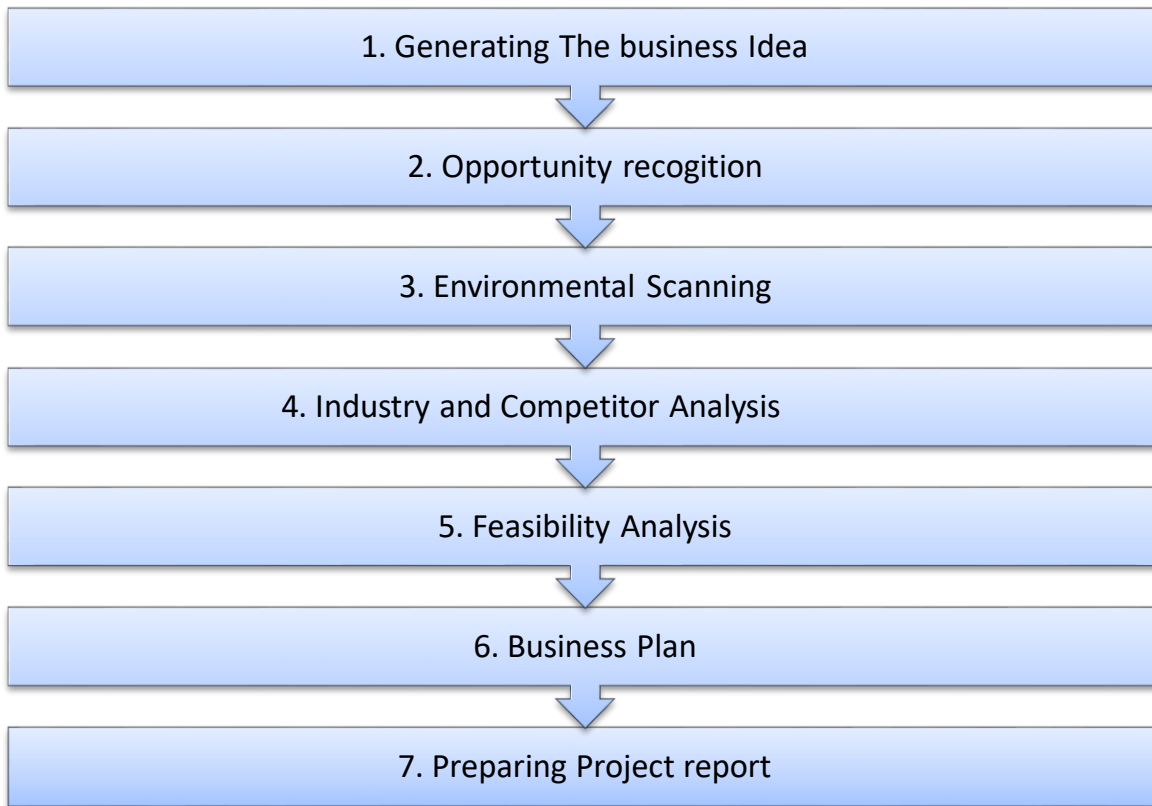 1. Generating The business Idea
2. Opportunity recogition
3. Environmental Scanning
4. Industry and Competitor Analysis
5. Feasibility Analysis
6. Business Plan
7. Preparing Project report